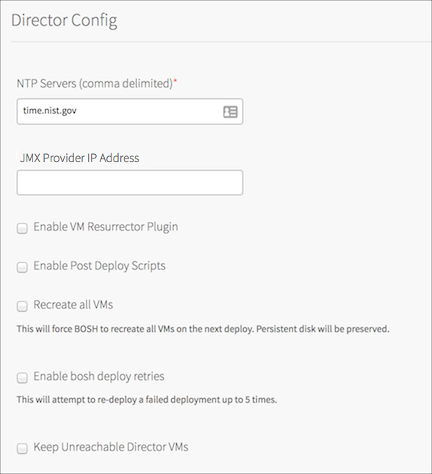 Director Config
NTP Servers (comma delimited)*
time.nist.gov
JMX Provider IP Address
Enable VM Resurrector Plugin
Enable Post Deploy Scripts
Recreate all VMs
This will force BOSH to recreate all VMs on the next deploy. Persistent disk will be preserved.
Enable bosh deploy retries
This will attempt to re-deploy a failed deployment up to 5 times.
Keep Unreachable Director VMs